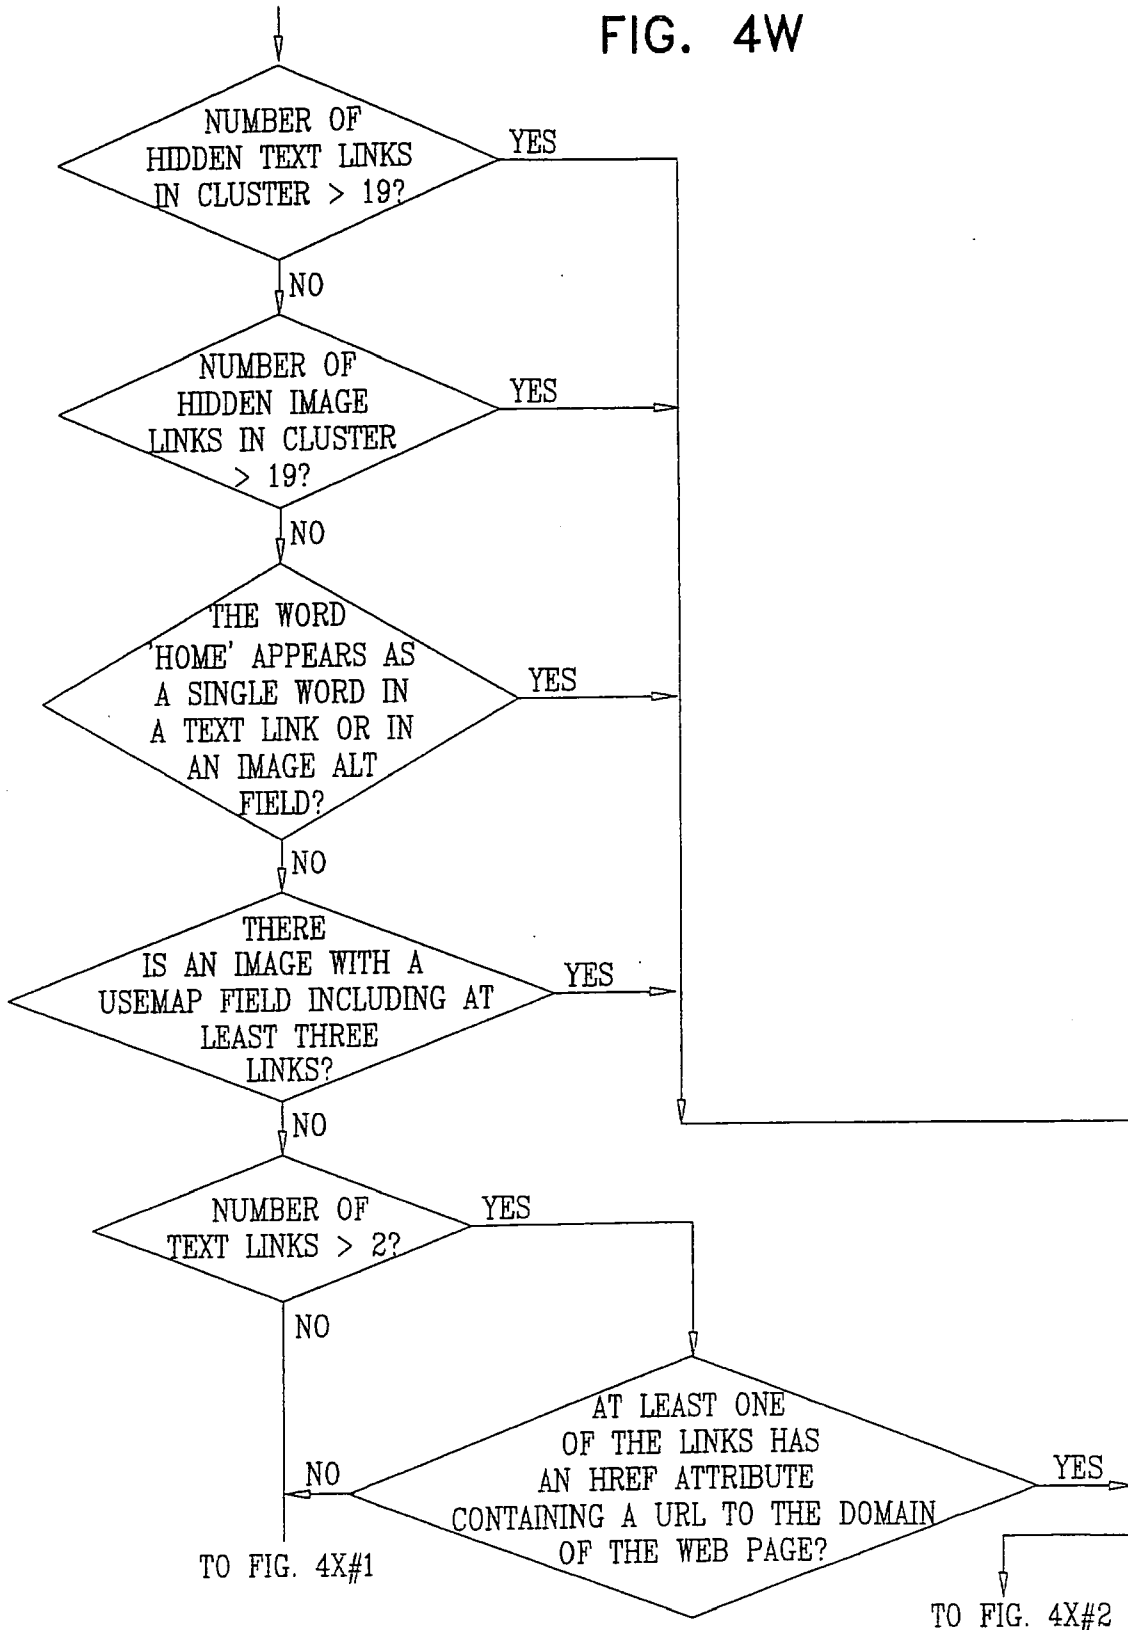 FIG. 4W
NUMBER OF
HIDDEN TEXT LINKS
IN CLUSTER > 19?
YES
NO
NUMBER OF
HIDDEN IMAGE
LINKS IN CLUSTER
> 19?
YES
NO
THE WORD
'HOME' APPEARS AS
A SINGLE WORD IN
A TEXT LINK OR IN
AN IMAGE ALT
FIELD?
YES
NO
THERE
IS AN IMAGE WITH A
USEMAP FIELD INCLUDING AT
LEAST THREE
LINKS?
YES
NO
NUMBER OF
TEXT LINKS > 2?
YES
NO
AT LEAST ONE
OF THE LINKS HAS
AN HREF ATTRIBUTE
CONTAINING A URL TO THE DOMAIN
OF THE WEB PAGE?
NO
YES
TO FIG. 4X#1
TO FIG. 4X#2